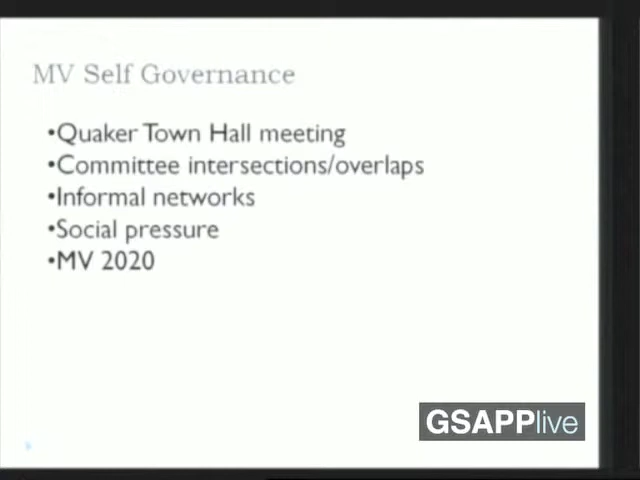 MV Self Governance
•Quaker Town Hall meeting
•Committee intersections/overlaps
•Informal networks
•Social pressure
•MV 2020
GSAPPlive